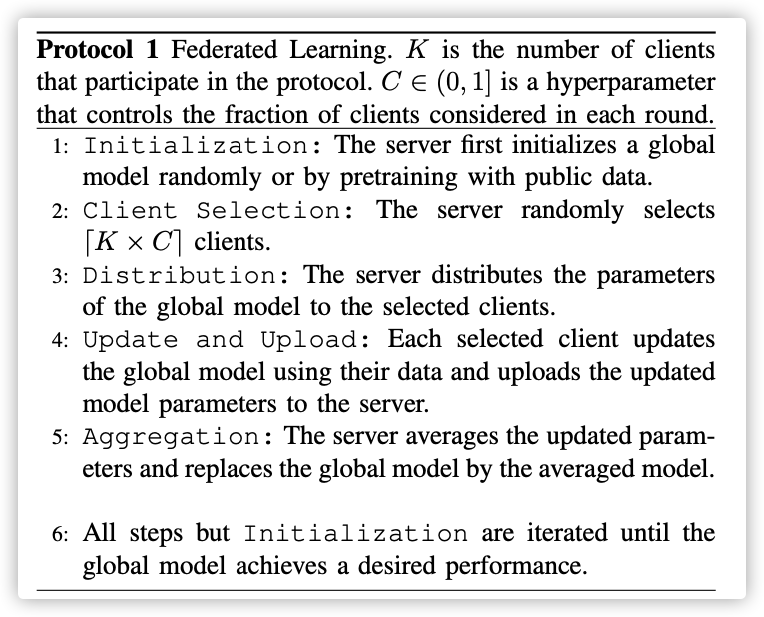 Protocol 1 Federated Learning. K is the number of clients
that participate in the protocol. C ∈ (0, 1] is a hyperparameter
that controls the fraction of clients considered in each round.
1: Initialization: The server first initializes a global
model randomly or by pretraining with public data.
2: Client Selection: The server randomly selects
⌈K × C⌉ clients.
3: Distribution: The server distributes the parameters
of the global model to the selected clients.
4: Update and Upload: Each selected client updates
the global model using their data and uploads the updated
model parameters to the server.
5: Aggregation: The server averages the updated param-
eters and replaces the global model by the averaged model.
6: All steps but Initialization are iterated until the
global model achieves a desired performance.